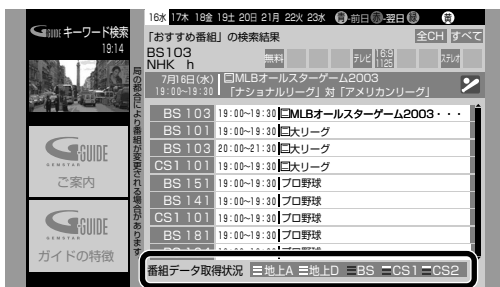 G-GUIDE キーワード検索
19:14
16水 17木 18金 19土 20日 21月 22火 23水 青-前日 赤-翌日 緑 黄
「おすすめ番組」の検索結果 全CH すべて
BS103
NHK h 無料 テレビ 16:9 1125 ステレオ
7月16日(水) MLBオールスターゲーム2003
19:00~19:30 「ナショナルリーグ」対「アメリカンリーグ」
局の都合により番組が変更される場合があります
BS 103 19:00~19:30 MLBオールスターゲーム2003・・・
BS 101 19:00~19:30 大リーグ
BS 103 20:00~21:30 大リーグ
CS1 101 19:00~19:30 大リーグ
BS 151 19:00~19:30 プロ野球
BS 141 19:00~19:30 プロ野球
CS1 101 19:00~19:30 プロ野球
BS 181 19:00~19:30 プロ野球
G-GUIDE
GEMSTAR
ご案内
G-GUIDE
GEMSTAR
ガイドの特徴
番組データ取得状況 地上A 地上D BS CS1 CS2